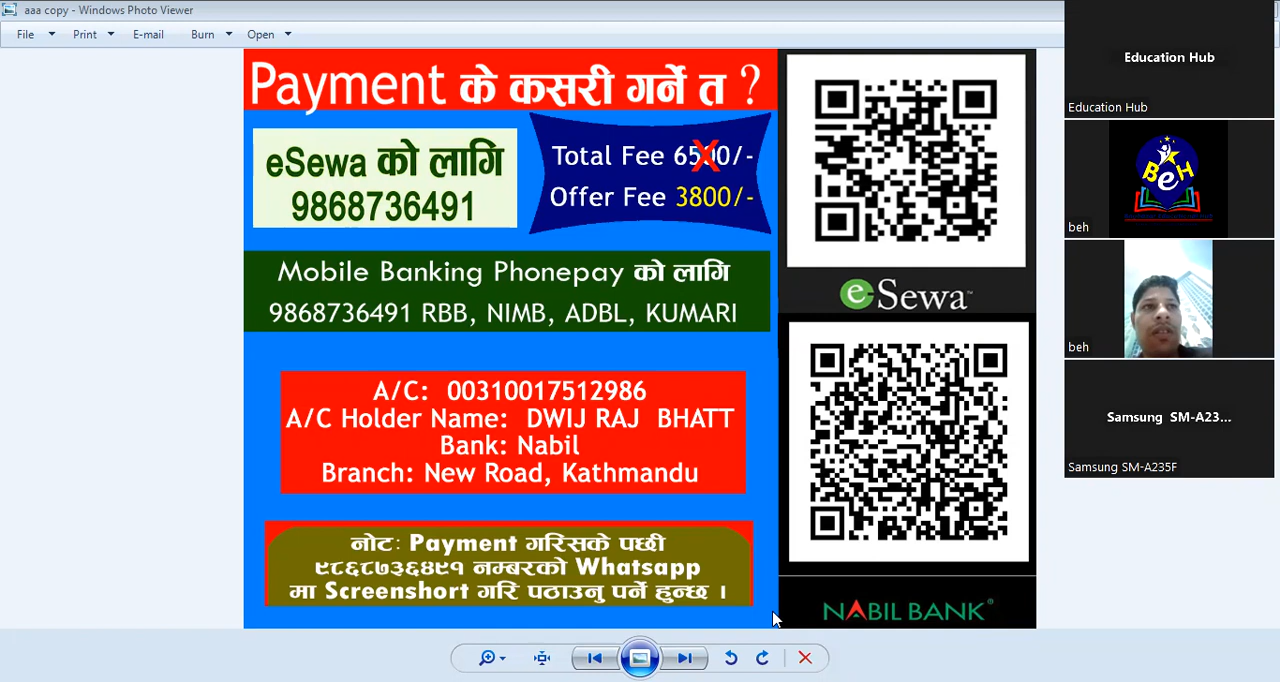 aaa copy - Windows Photo Viewer
File Print E-mail Burn Open
Payment के कसरी गर्ने त ?
eSewa को लागि
9868736491
Total Fee 6500/-
Offer Fee 3800/-
Mobile Banking Phonepay को लागि
9868736491 RBB, NIMB, ADBL, KUMARI
A/C: 00310017512986
A/C Holder Name: DWIJ RAJ BHATT
Bank: Nabil
Branch: New Road, Kathmandu
नोटः Payment गरिसके पछी
९८६८७३६४९१ नम्बरको Whatsapp
मा Screenshort गरि पठाउनु पर्ने हुन्छ ।
eSewa
NABIL BANK
Education Hub
Education Hub
BeH
beh
beh
Samsung SM-A23...
Samsung SM-A235F